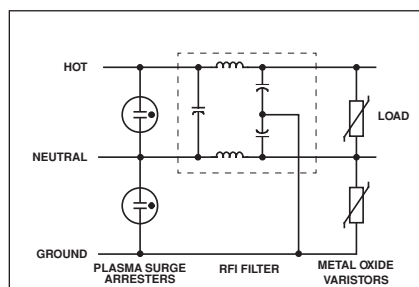 HOT
LOAD
NEUTRAL
GROUND
PLASMA SURGE
ARRESTERS
RFI FILTER
METAL OXIDE
VARISTORS